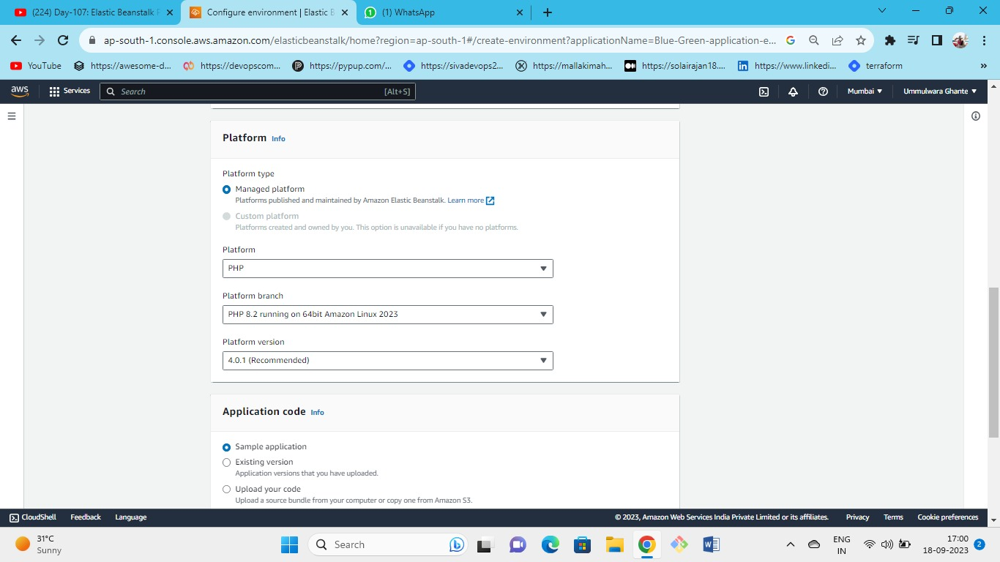 (224) Day-107: Elastic Beanstalk
Configure environment | Elastic B
(1) WhatsApp
ap-south-1.console.aws.amazon.com/elasticbeanstalk/home?region=ap-south-1#/create-environment?applicationName=Blue-Green-application-e...
YouTube
https://awesome-d...
https://devopscom...
https://pypup.com/...
https://sivadevops2...
https://mallakimah...
https://solairajan18....
https://www.linkedi...
terraform
»
aws
Services
Search
[Alt+S]
Mumbai
Ummulwara Ghante
Platform Info
Platform type
Managed platform
Platforms published and maintained by Amazon Elastic Beanstalk. Learn more
Custom platform
Platforms created and owned by you. This option is unavailable if you have no platforms.
Platform
PHP
Platform branch
PHP 8.2 running on 64bit Amazon Linux 2023
Platform version
4.0.1 (Recommended)
Application code Info
Sample application
Existing version
Application versions that you have uploaded.
Upload your code
Upload a source bundle from your computer or copy one from Amazon S3.
CloudShell
Feedback
Language
© 2023, Amazon Web Services India Private Limited or its affiliates.
Privacy
Terms
Cookie preferences
31°C
Sunny
Search
ENG
IN
17:00
18-09-2023
2